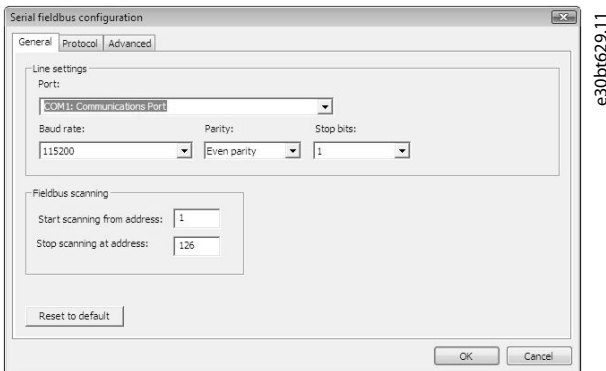 Serial fieldbus configuration
General Protocol Advanced
Line settings
Port:
COM1: Communications Port
Baud rate: Parity: Stop bits:
115200 Even parity 1
Fieldbus scanning
Start scanning from address: 1
Stop scanning at address: 126
Reset to default
OK Cancel
e30bt629.11